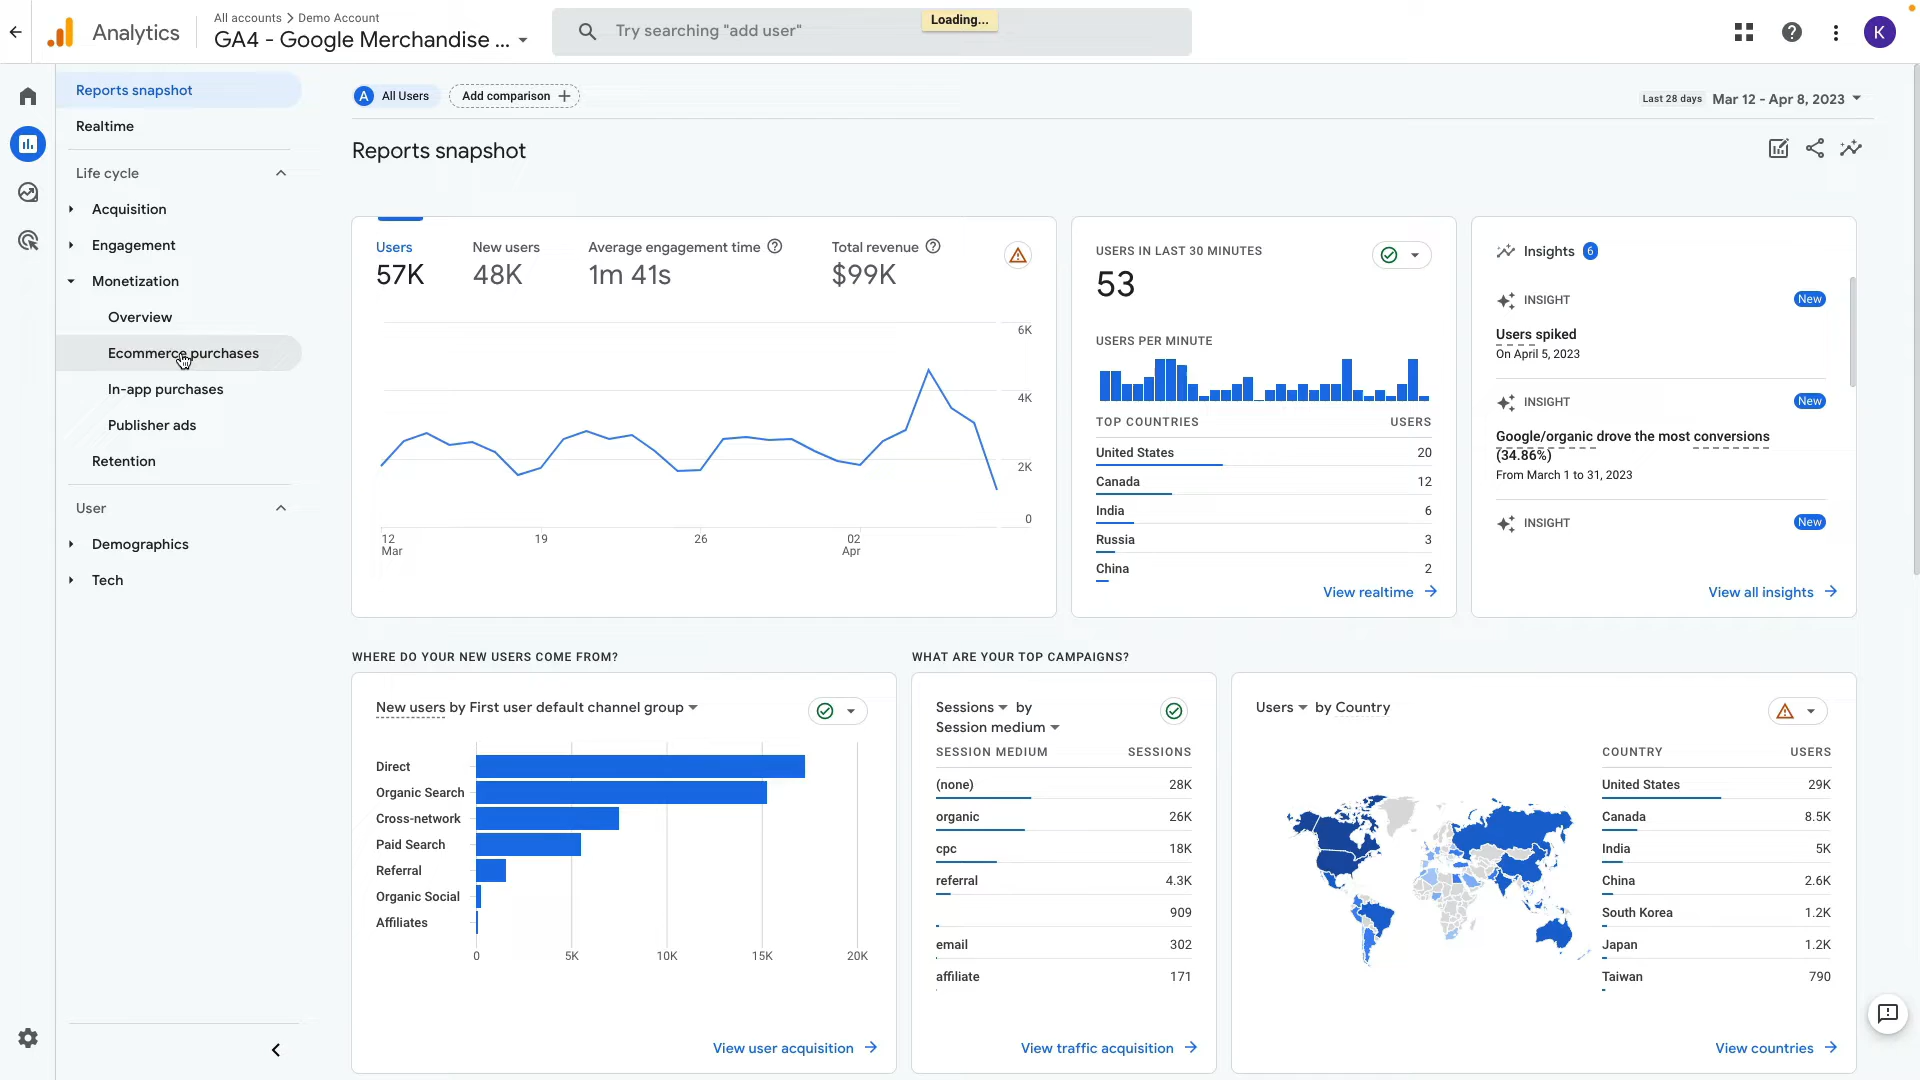 Analytics
All accounts > Demo Account
GA4 - Google Merchandise ...
Try searching "add user"
Loading...
K
Reports snapshot
Realtime
Life cycle
Acquisition
Engagement
Monetization
Overview
Ecommerce purchases
In-app purchases
Publisher ads
Retention
User
Demographics
Tech
A All Users
Add comparison +
Last 28 days Mar 12 - Apr 8, 2023
Reports snapshot
Users
57K
New users
48K
Average engagement time
1m 41s
Total revenue
$99K
6K
4K
2K
0
12
Mar
19
26
02
Apr
USERS IN LAST 30 MINUTES
53
USERS PER MINUTE
TOP COUNTRIES USERS
United States 20
Canada 12
India 6
Russia 3
China 2
View realtime
Insights 6
INSIGHT New
Users spiked
On April 5, 2023
INSIGHT New
Google/organic drove the most conversions
(34.86%)
From March 1 to 31, 2023
INSIGHT New
View all insights
WHERE DO YOUR NEW USERS COME FROM?
New users by First user default channel group
Direct
Organic Search
Cross-network
Paid Search
Referral
Organic Social
Affiliates
0 5K 10K 15K 20K
View user acquisition
WHAT ARE YOUR TOP CAMPAIGNS?
Sessions by
Session medium
SESSION MEDIUM SESSIONS
(none) 28K
organic 26K
cpc 18K
referral 4.3K
909
email 302
affiliate 171
View traffic acquisition
Users by Country
COUNTRY USERS
United States 29K
Canada 8.5K
India 5K
China 2.6K
South Korea 1.2K
Japan 1.2K
Taiwan 790
View countries